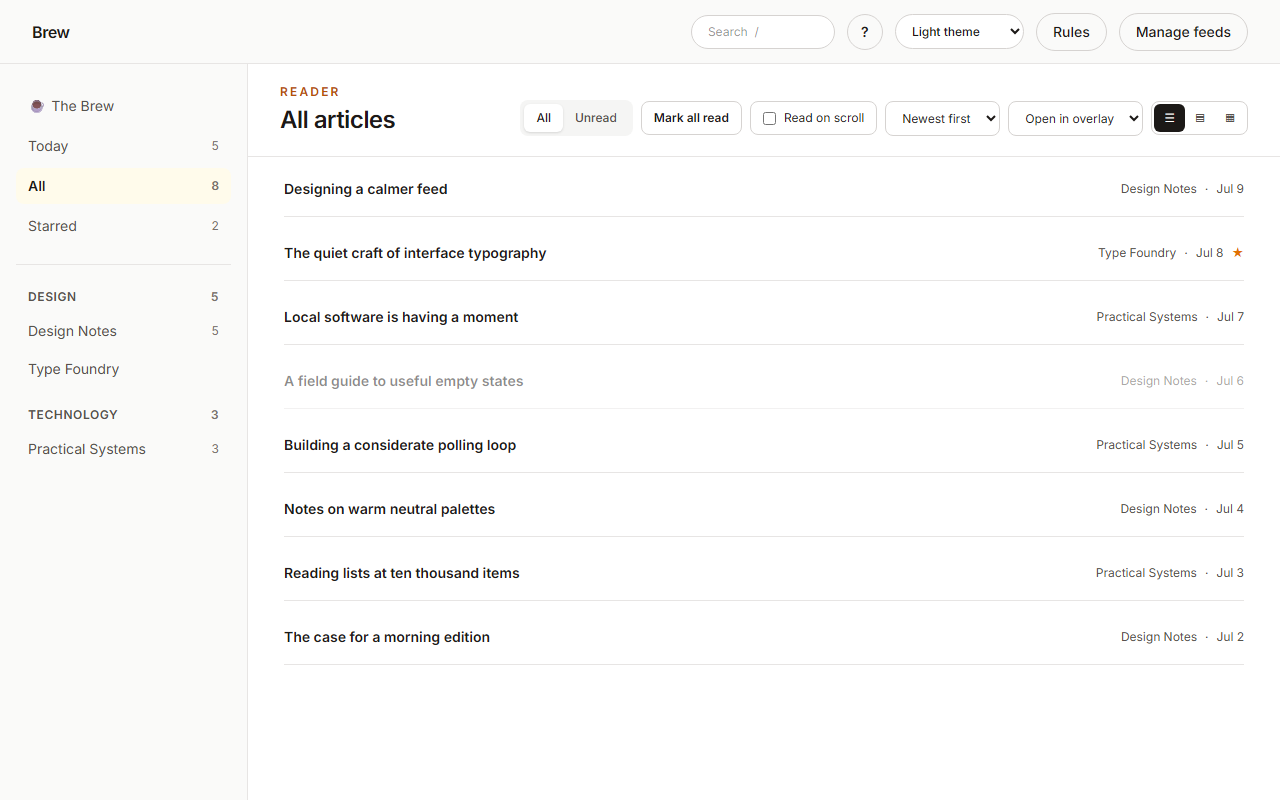 Brew
Search /
?
Light theme
Rules
Manage feeds
The Brew
Today 5
All 8
Starred 2
DESIGN 5
Design Notes 5
Type Foundry
TECHNOLOGY 3
Practical Systems 3
READER
All articles
All
Unread
Mark all read
Read on scroll
Newest first
Open in overlay
Designing a calmer feed Design Notes · Jul 9
The quiet craft of interface typography Type Foundry · Jul 8 ★
Local software is having a moment Practical Systems · Jul 7
A field guide to useful empty states Design Notes · Jul 6
Building a considerate polling loop Practical Systems · Jul 5
Notes on warm neutral palettes Design Notes · Jul 4
Reading lists at ten thousand items Practical Systems · Jul 3
The case for a morning edition Design Notes · Jul 2